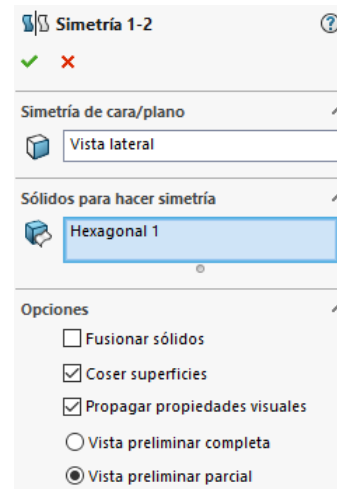 Simetría 1-2
Simetría de cara/plano
Vista lateral
Sólidos para hacer simetría
Hexagonal 1
Opciones
Fusionar sólidos
Coser superficies
Propagar propiedades visuales
Vista preliminar completa
Vista preliminar parcial